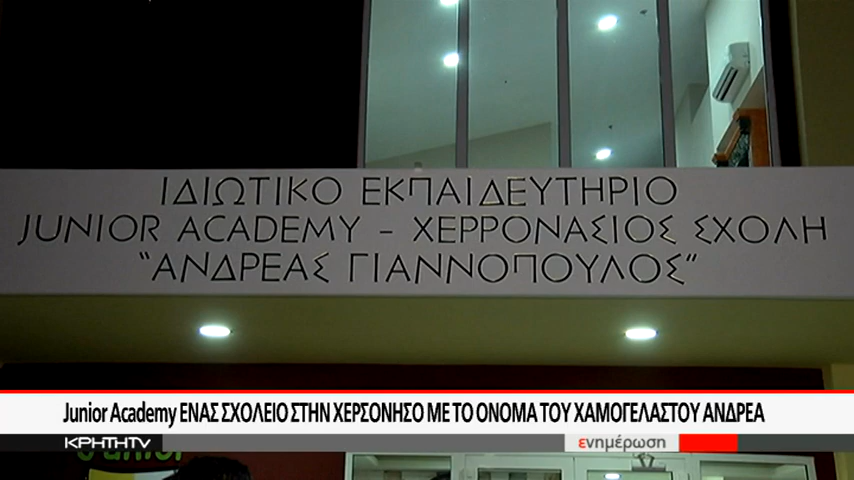 ΙΔΙΩΤΙΚΟ ΕΚΠΑΙΔΕΥΤΗΡΙΟ
JUNIOR ACADEMY - ΧΕΡΡΟΝΑΣΙΟΣ ΣΧΟΛΗ
“ΑΝΔΡΕΑΣ ΓΙΑΝΝΟΠΟΥΛΟΣ”
Junior Academy ΕΝΑΣ ΣΧΟΛΕΙΟ ΣΤΗΝ ΧΕΡΣΟΝΗΣΟ ΜΕ ΤΟ ΟΝΟΜΑ ΤΟΥ ΧΑΜΟΓΕΛΑΣΤΟΥ ΑΝΔΡΕΑ
ΚΡΗΤΗTV ενημέρωση